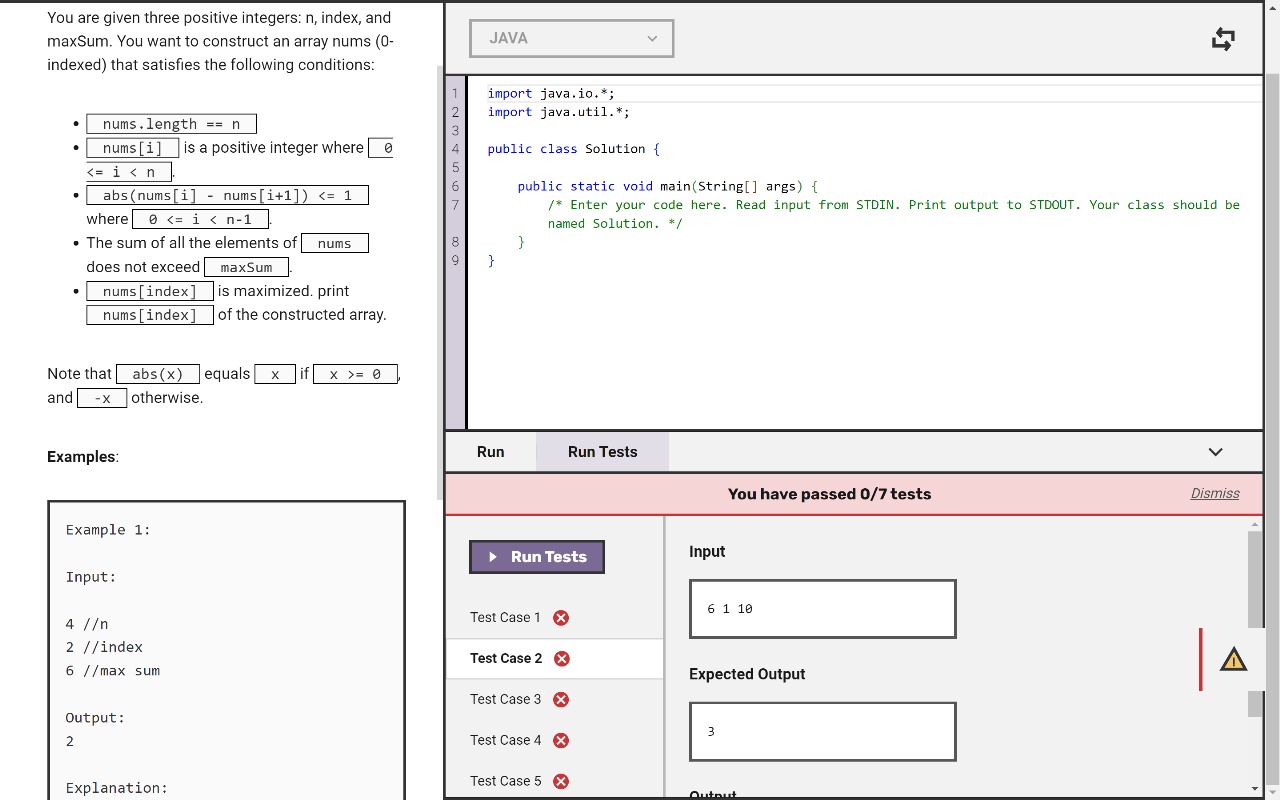 You are given three positive integers: n, index, and
maxSum. You want to construct an array nums (0-
indexed) that satisfies the following conditions:
• nums.length == n
• nums[i] is a positive integer where 0
<= i < n.
• abs(nums[i] - nums[i+1]) <= 1
where 0 <= i < n-1.
• The sum of all the elements of nums
does not exceed maxSum.
• nums[index] is maximized. print
nums[index] of the constructed array.
Note that abs(x) equals x if x >= 0,
and -x otherwise.
Examples:
Example 1:
Input:
4 //n
2 //index
6 //max sum
Output:
2
Explanation:
JAVA
1 import java.io.*;
2 import java.util.*;
3
4 public class Solution {
5
6 public static void main(String[] args) {
7 /* Enter your code here. Read input from STDIN. Print output to STDOUT. Your class should be
named Solution. */
8 }
9 }
Run Run Tests
You have passed 0/7 tests Dismiss
Run Tests
Test Case 1
Test Case 2
Test Case 3
Test Case 4
Test Case 5
Input
6 1 10
Expected Output
3
Output